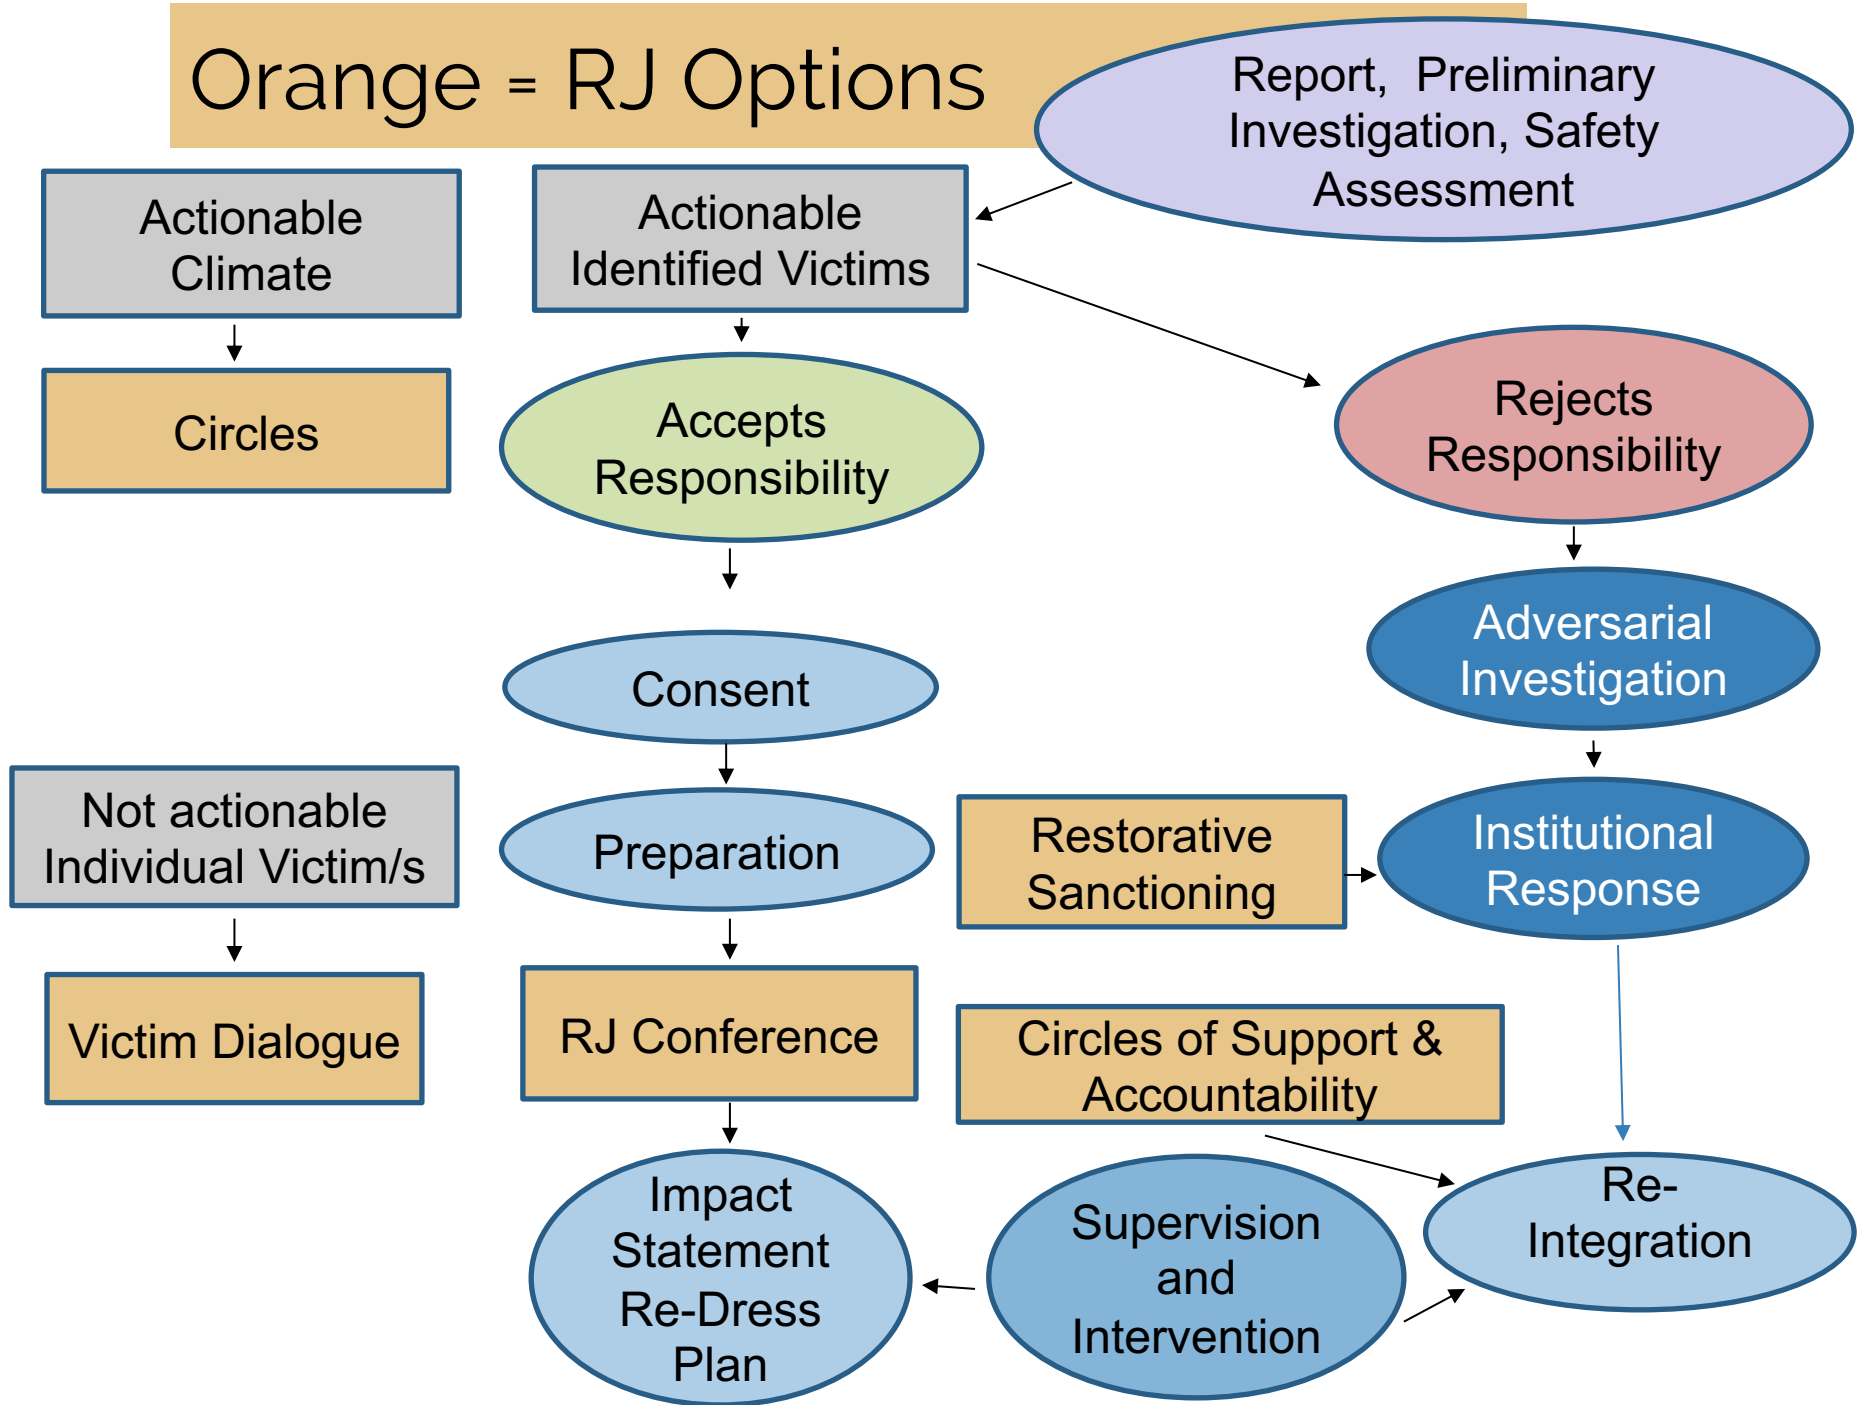 Orange = RJ Options
Report, Preliminary
Investigation, Safety
Assessment
Actionable
Climate
Actionable
Identified Victims
Circles
Accepts
Responsibility
Rejects
Responsibility
Adversarial
Investigation
Consent
Not actionable
Individual Victim/s
Preparation
Restorative
Sanctioning
Institutional
Response
Victim Dialogue
RJ Conference
Circles of Support &
Accountability
Impact
Statement
Re-Dress
Plan
Supervision
and
Intervention
Re-
Integration